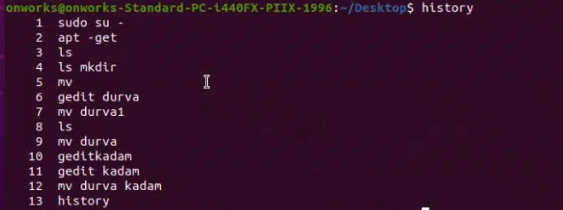 onworks@onworks-Standard-PC-i440FX-PIIX-1996:~/Desktop$ history
1 sudo su -
2 apt -get
3 ls
4 ls mkdir
5 mv
6 gedit durva
7 mv durva1
8 ls
9 mv durva
10 geditkadam
11 gedit kadam
12 mv durva kadam
13 history